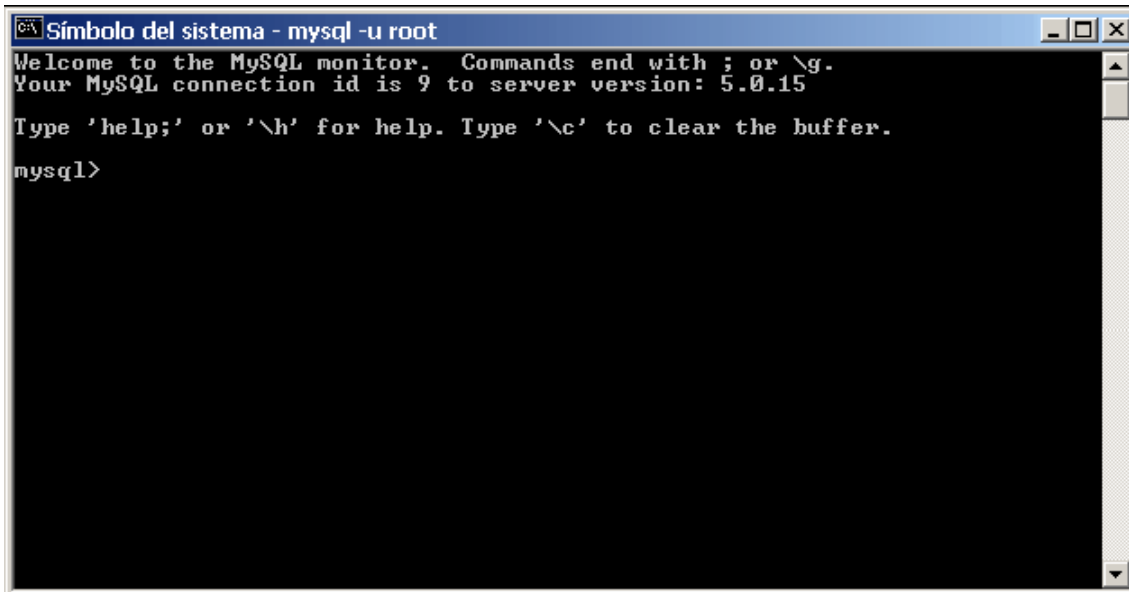 Símbolo del sistema - mysql -u root
Welcome to the MySQL monitor.  Commands end with ; or \g.
Your MySQL connection id is 9 to server version: 5.0.15
Type 'help;' or '\h' for help. Type '\c' to clear the buffer.
mysql>